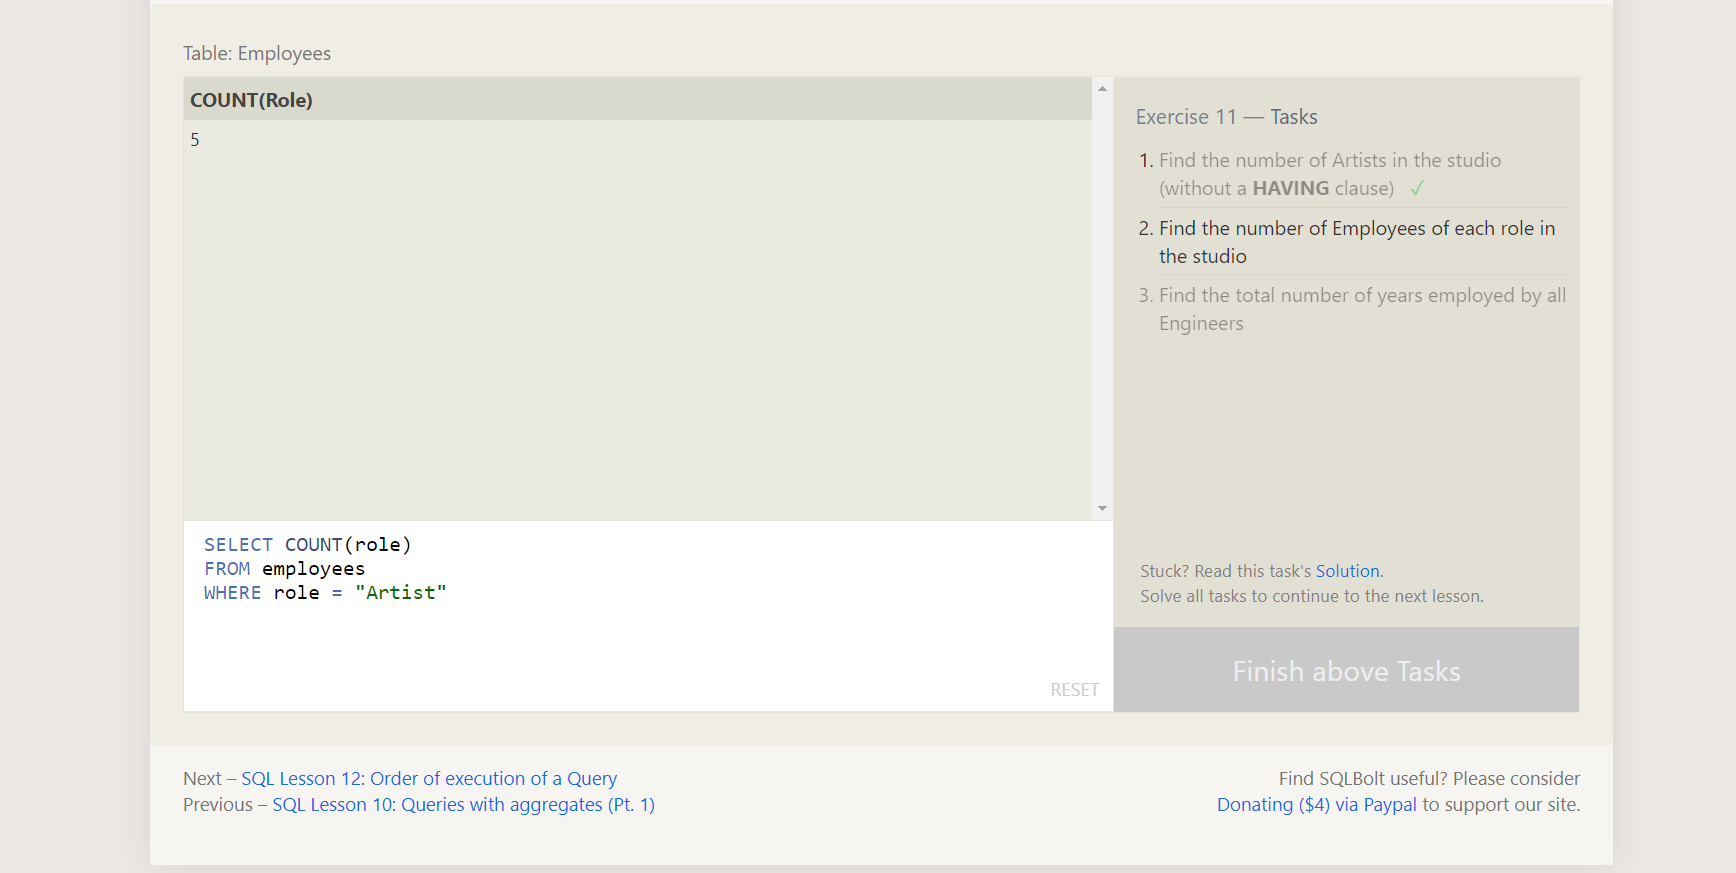 Table: Employees
COUNT(Role)
5
SELECT COUNT(role)
FROM employees
WHERE role = "Artist"
RESET
Exercise 11 — Tasks
1. Find the number of Artists in the studio
(without a HAVING clause) ✓
2. Find the number of Employees of each role in
the studio
3. Find the total number of years employed by all
Engineers
Stuck? Read this task's Solution.
Solve all tasks to continue to the next lesson.
Finish above Tasks
Next – SQL Lesson 12: Order of execution of a Query
Previous – SQL Lesson 10: Queries with aggregates (Pt. 1)
Find SQLBolt useful? Please consider
Donating ($4) via Paypal to support our site.